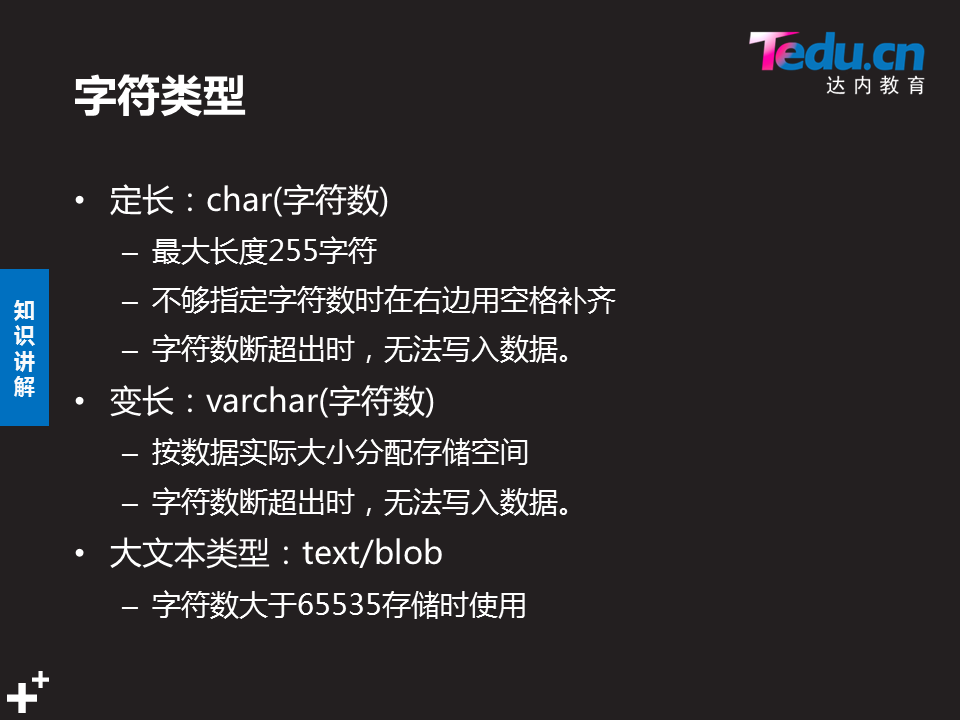 Tedu.cn
达内教育
字符类型
• 定长：char(字符数)
– 最大长度255字符
– 不够指定字符数时在右边用空格补齐
– 字符数断超出时，无法写入数据。
• 变长：varchar(字符数)
– 按数据实际大小分配存储空间
– 字符数断超出时，无法写入数据。
• 大文本类型：text/blob
– 字符数大于65535存储时使用
知识讲解